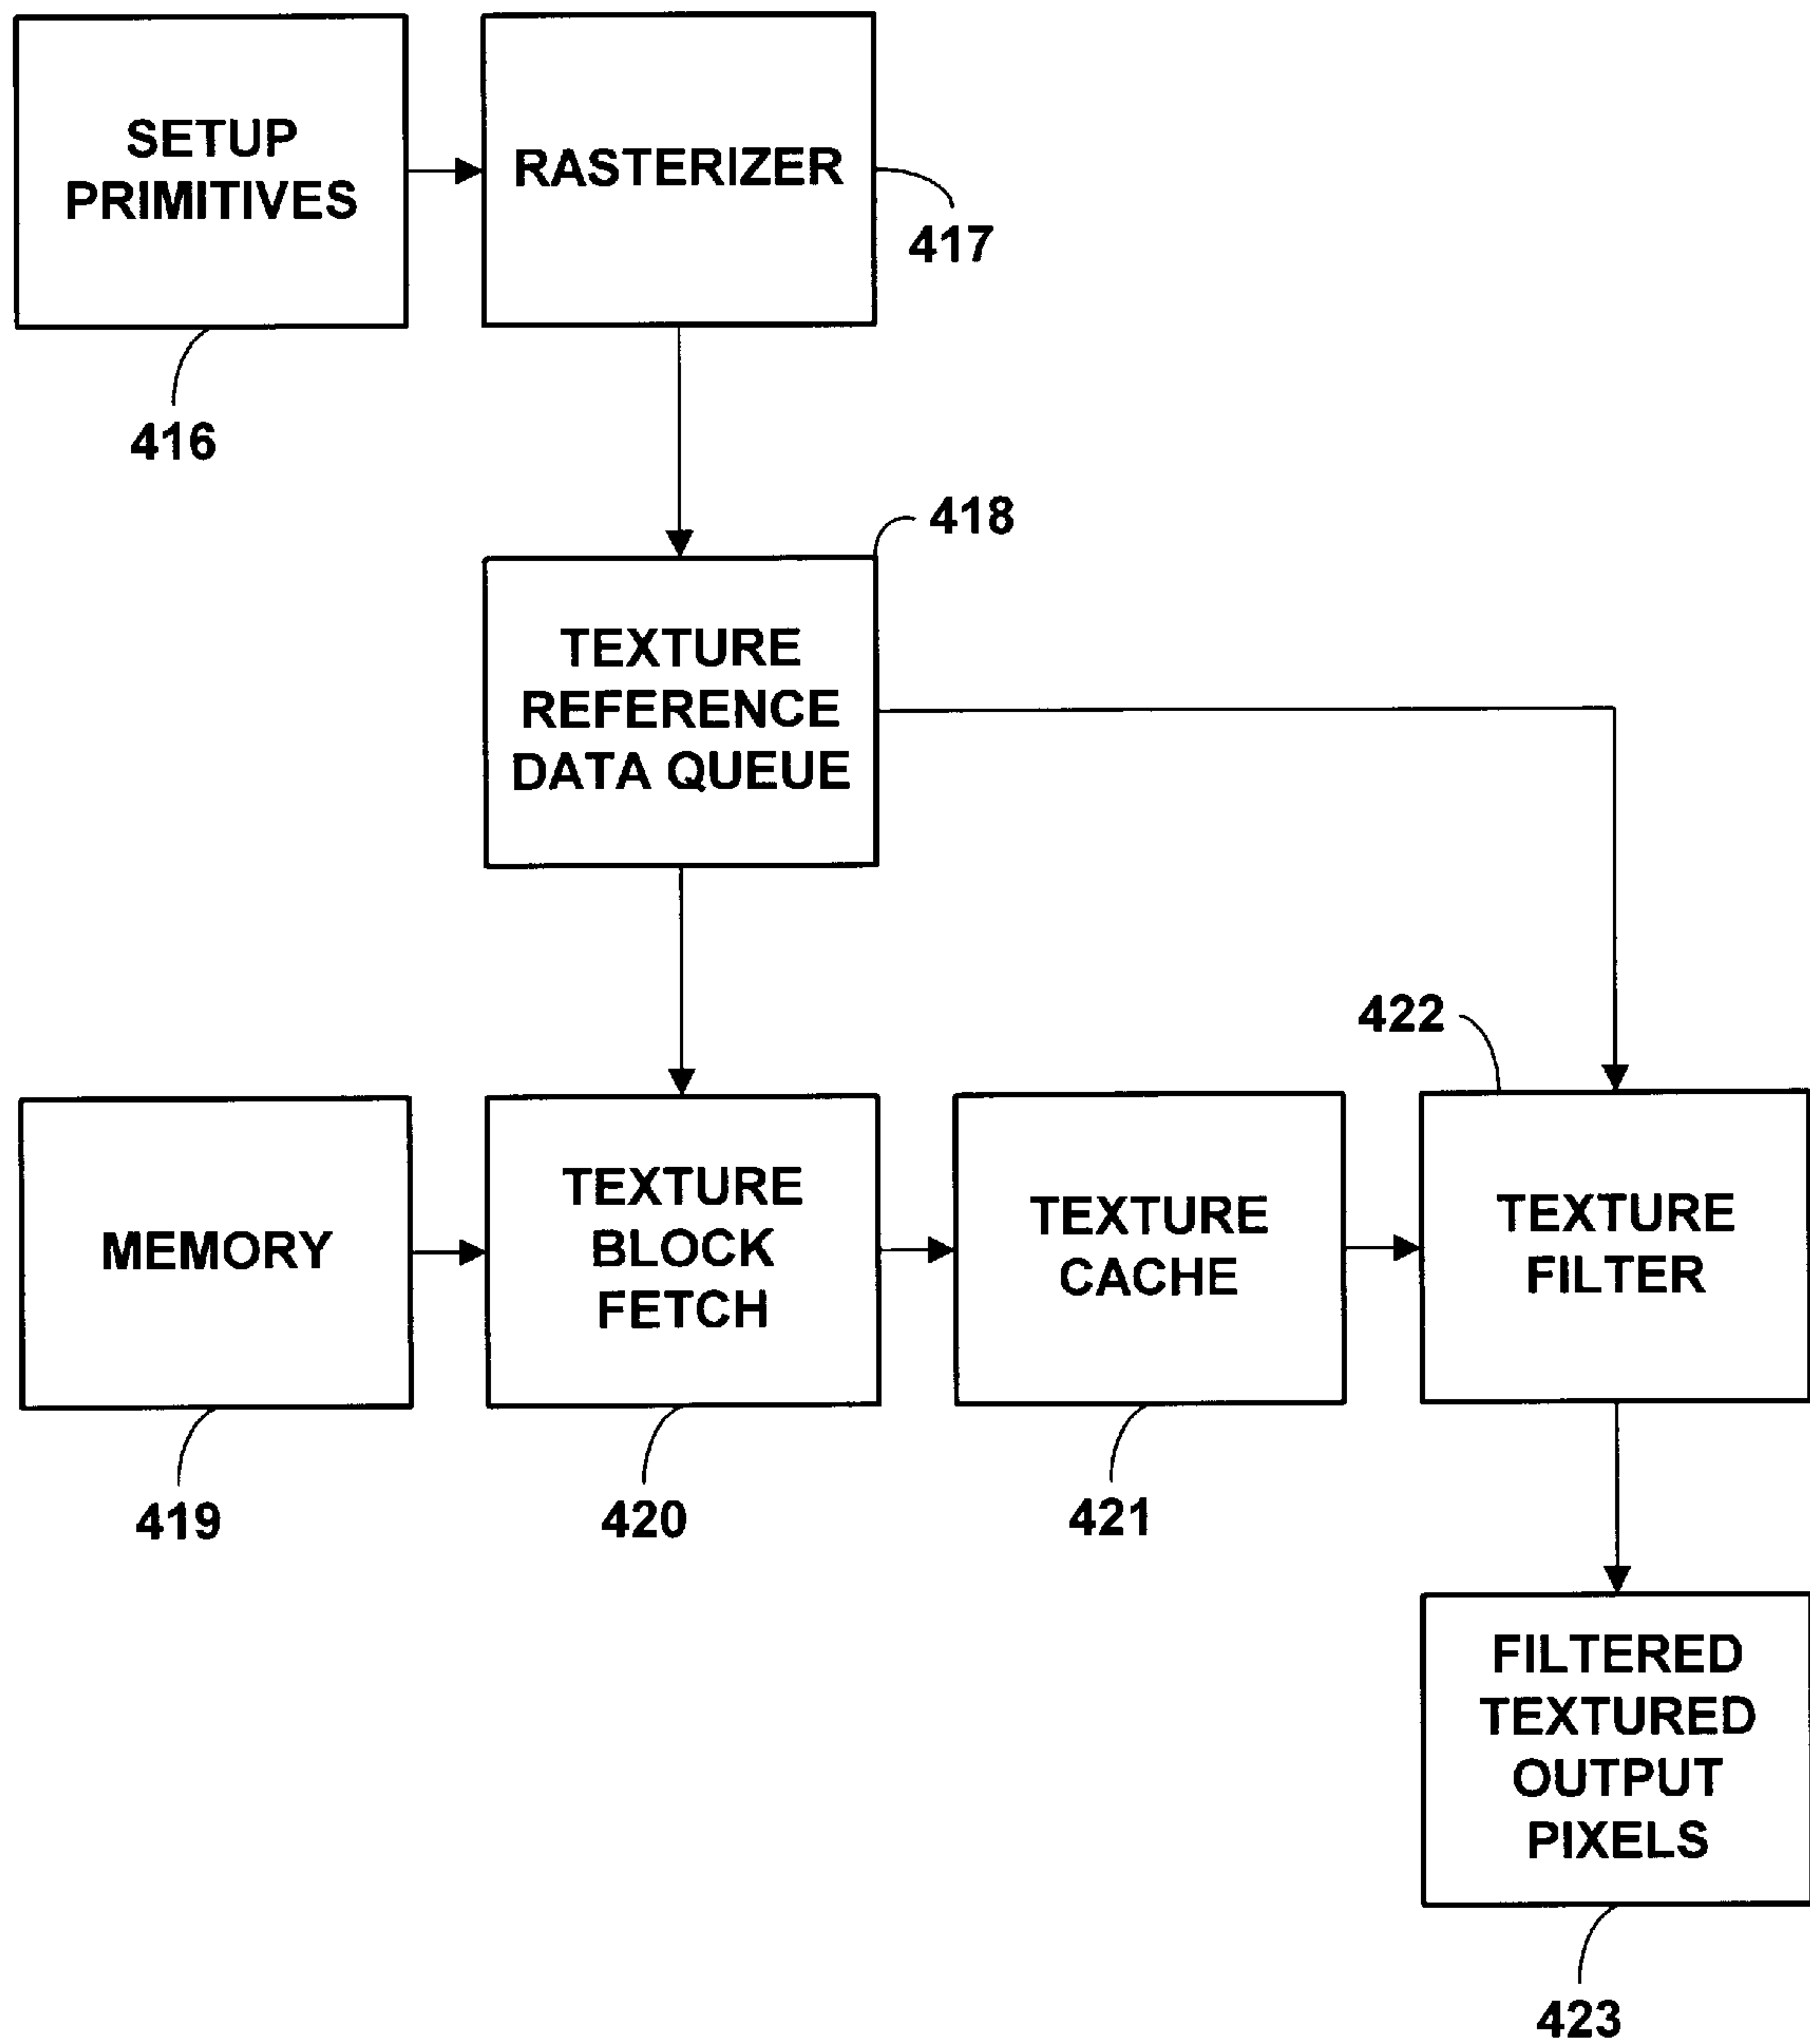 SETUP
PRIMITIVES
RASTERIZER
417
416
418
TEXTURE
REFERENCE
DATA QUEUE
422
MEMORY
TEXTURE
BLOCK
FETCH
TEXTURE
CACHE
TEXTURE
FILTER
419
420
421
FILTERED
TEXTURED
OUTPUT
PIXELS
423